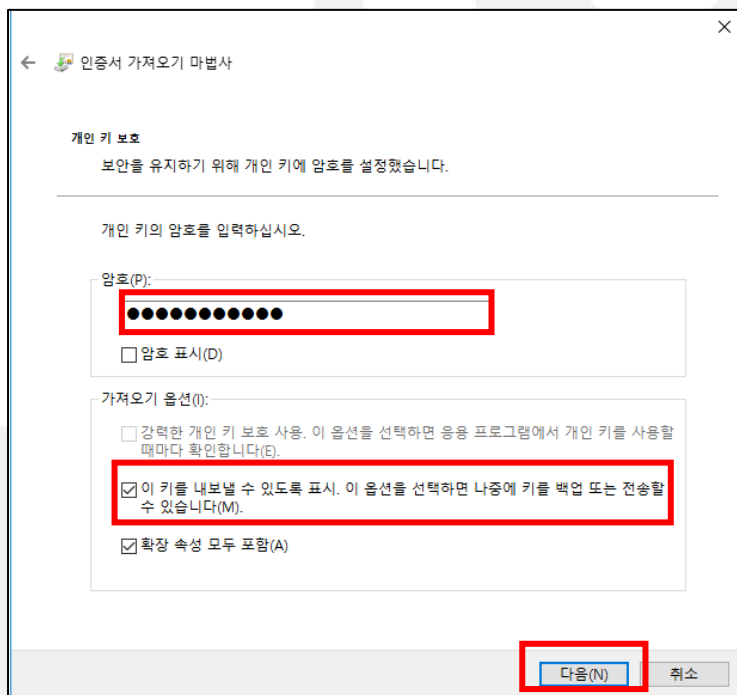 인증서 가져오기 마법사
개인 키 보호
보안을 유지하기 위해 개인 키에 암호를 설정했습니다.
개인 키의 암호를 입력하십시오.
암호(P):
●●●●●●●●●●●
암호 표시(D)
가져오기 옵션(I):
강력한 개인 키 보호 사용. 이 옵션을 선택하면 응용 프로그램에서 개인 키를 사용할
때마다 확인합니다(E).
이 키를 내보낼 수 있도록 표시. 이 옵션을 선택하면 나중에 키를 백업 또는 전송할
수 있습니다(M).
확장 속성 모두 포함(A)
다음(N)
취소